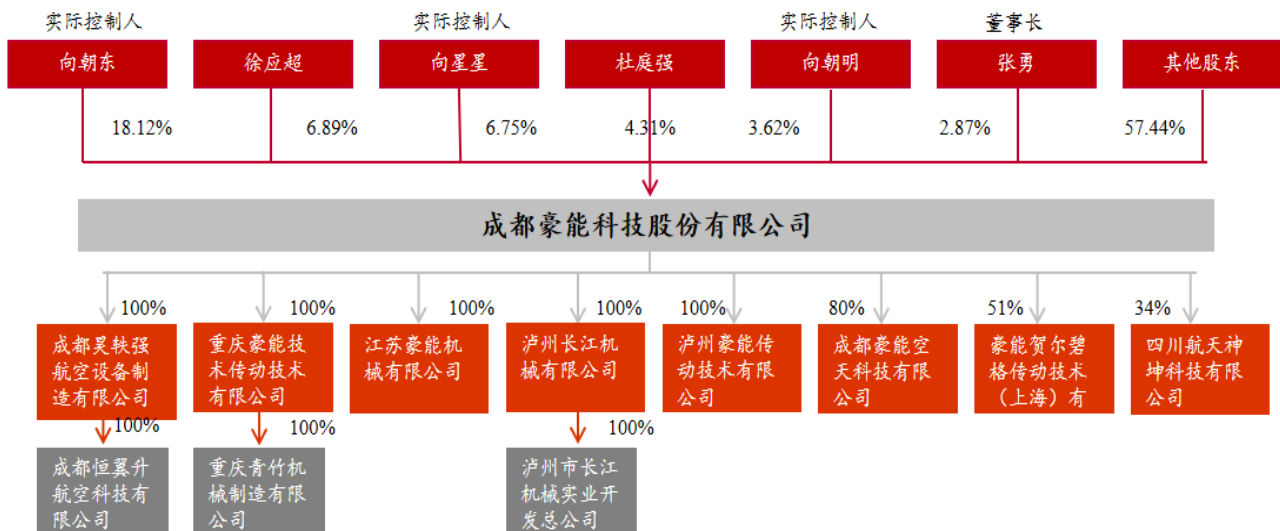 实际控制人
实际控制人
实际控制人
董事长
向朝东
徐应超
向星星
杜庭强
向朝明
张勇
其他股东
18.12%
6.89%
6.75%
4.31%
3.62%
2.87%
57.44%
成都豪能科技股份有限公司
100%
100%
100%
100%
100%
80%
51%
34%
成都昊轶强
航空设备制
造有限公司
重庆豪能技
术传动技术
有限公司
江苏豪能机
械有限公司
泸州长江机
械有限公司
泸州豪能传
动技术有限公
司
成都豪能空
天科技有限
公司
豪能贺尔碧
格传动技术
（上海）有
四川航天神
坤科技有限
公司
100%
100%
100%
成都恒翼升
航空科技有
限公司
重庆青竹机
械制造有限
公司
泸州市长江
机械实业开
发总公司